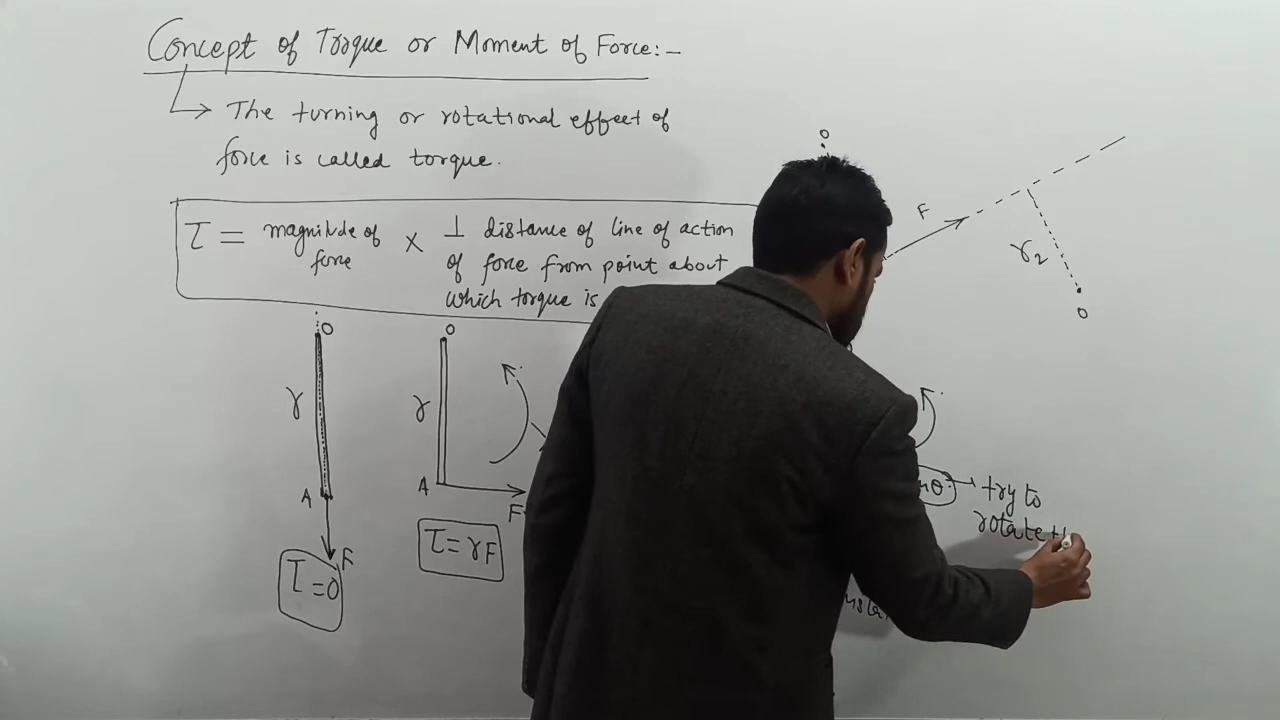 Concept of Torque or Moment of Force:-
The turning or rotational effect of
force is called torque.
τ = magnitude of force × ⊥ distance of line of action
of force from point about
which torque is
O
F
r₂
O
O
r
A
F
τ = 0
O
r
A
F
τ = rF
θ
try to
rotate